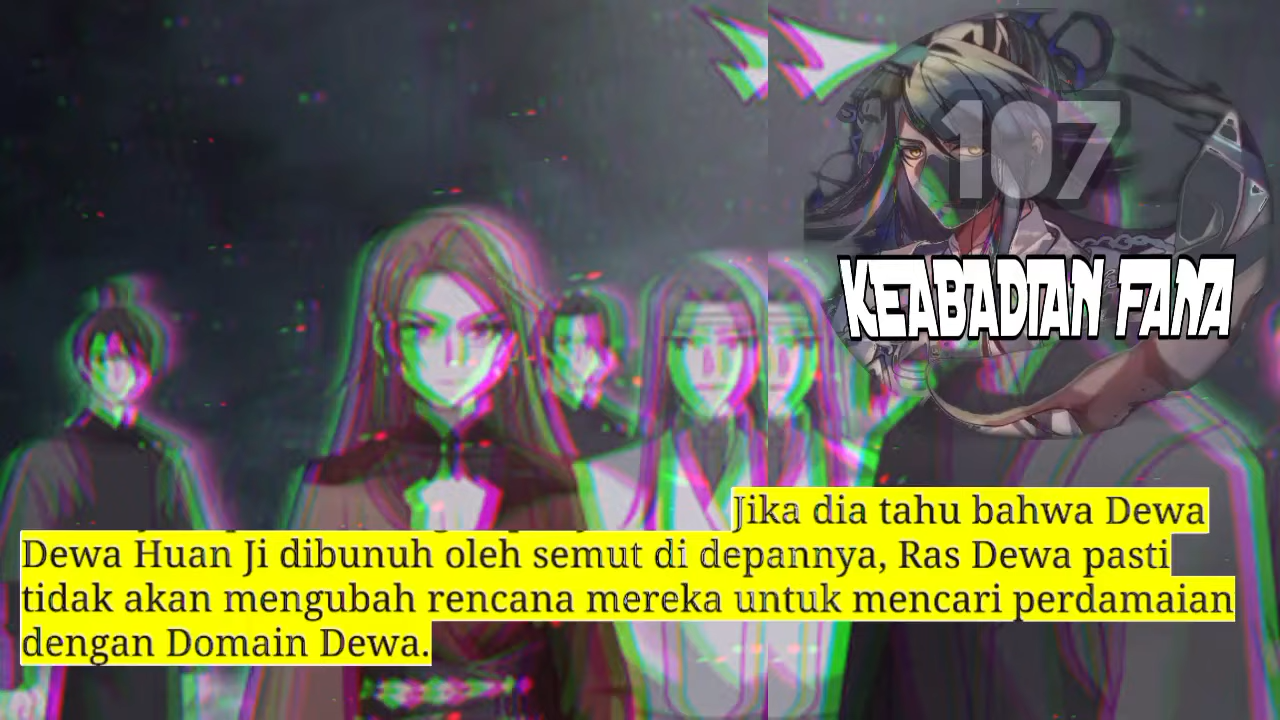 107
KEABADIAN FANA
Jika dia tahu bahwa Dewa
Dewa Huan Ji dibunuh oleh semut di depannya, Ras Dewa pasti
tidak akan mengubah rencana mereka untuk mencari perdamaian
dengan Domain Dewa.